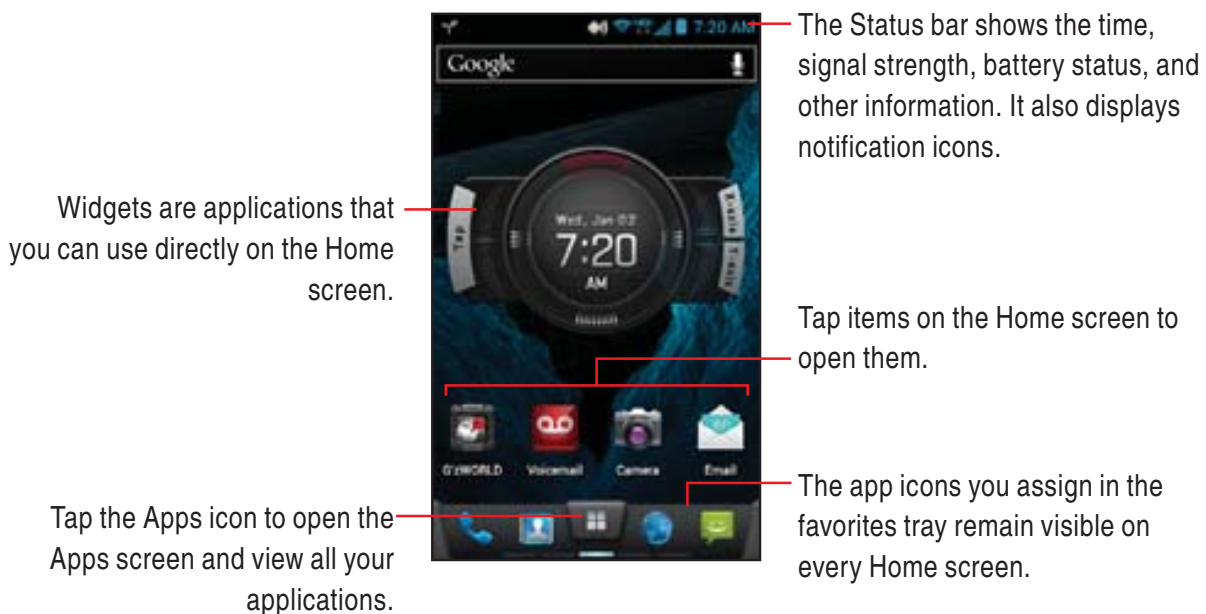 7:20 AM
Google
Wed, Jan 02
7:20
AM
Tap
G'zWORLD
Voicemail
Camera
Email
The Status bar shows the time,
signal strength, battery status, and
other information. It also displays
notification icons.
Widgets are applications that
you can use directly on the Home
screen.
Tap items on the Home screen to
open them.
The app icons you assign in the
favorites tray remain visible on
every Home screen.
Tap the Apps icon to open the
Apps screen and view all your
applications.